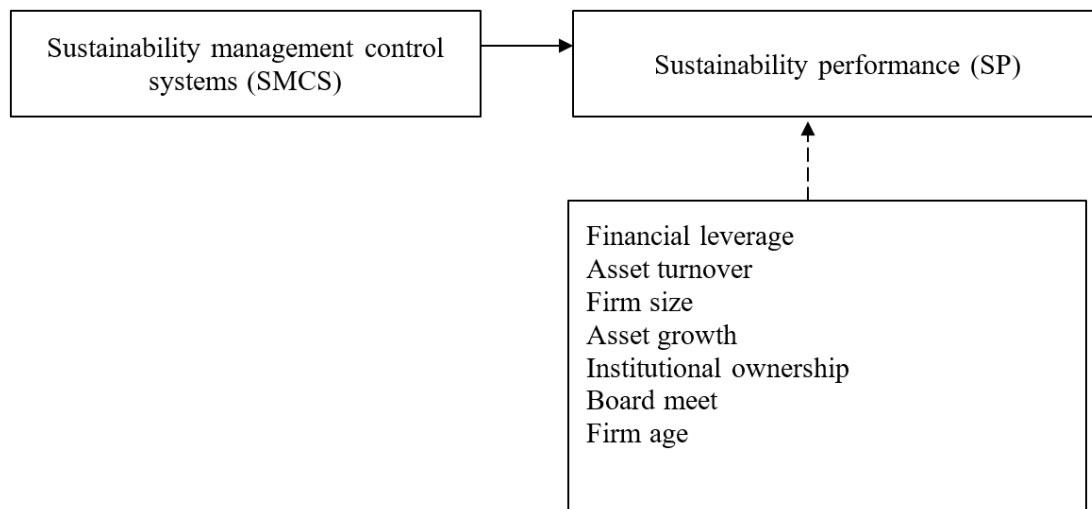 Sustainability management control
systems (SMCS)
Sustainability performance (SP)
Financial leverage
Asset turnover
Firm size
Asset growth
Institutional ownership
Board meet
Firm age